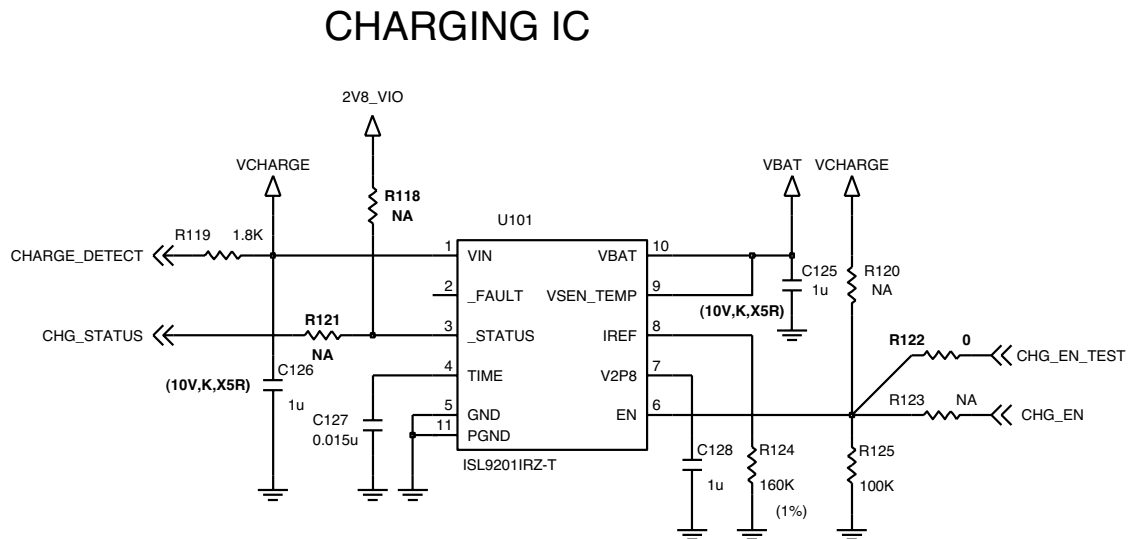 CHARGING IC
2V8_VIO
VCHARGE
VBAT
VCHARGE
R118
NA
U101
R119 1.8K
CHARGE_DETECT
1 VIN
VBAT 10
C125
1u
R120
NA
2 _FAULT
VSEN_TEMP 9
(10V,K,X5R)
R121
NA
CHG_STATUS
3 _STATUS
IREF 8
R122 0
CHG_EN_TEST
C126
(10V,K,X5R)
1u
4 TIME
V2P8 7
R123 NA
CHG_EN
C127
0.015u
5 GND
EN 6
11 PGND
ISL9201IRZ-T
C128
1u
R124
160K
(1%)
R125
100K